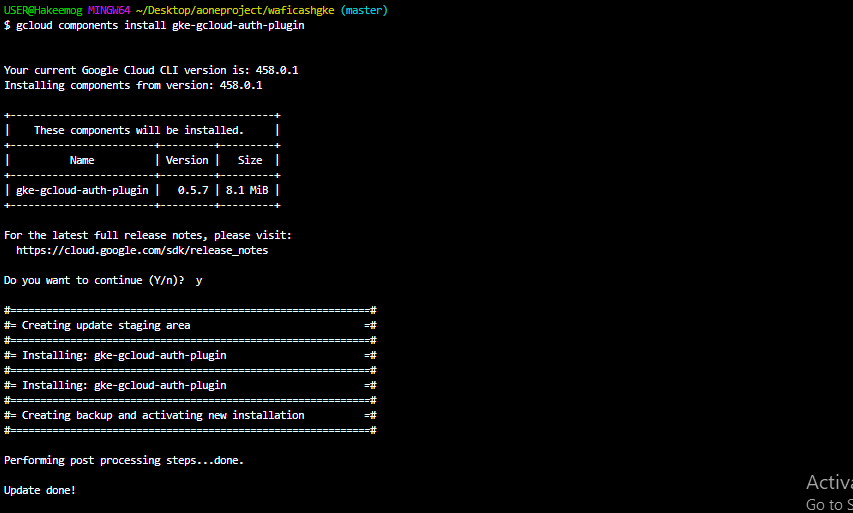 USER@Hakeemog MINGW64 ~/Desktop/aoneproject/waficashgke (master)
$ gcloud components install gke-gcloud-auth-plugin
Your current Google Cloud CLI version is: 458.0.1
Installing components from version: 458.0.1
+--------------------------------------------+
|    These components will be installed.     |
+------------------------+---------+---------+
|          Name          | Version |   Size  |
+------------------------+---------+---------+
| gke-gcloud-auth-plugin |   0.5.7 | 8.1 MiB |
+------------------------+---------+---------+
For the latest full release notes, please visit:
  https://cloud.google.com/sdk/release_notes
Do you want to continue (Y/n)?  y
#============================================================#
#= Creating update staging area                             =#
#============================================================#
#= Installing: gke-gcloud-auth-plugin                       =#
#============================================================#
#= Installing: gke-gcloud-auth-plugin                       =#
#============================================================#
#= Creating backup and activating new installation          =#
#============================================================#
Performing post processing steps...done.
Update done!
Go to